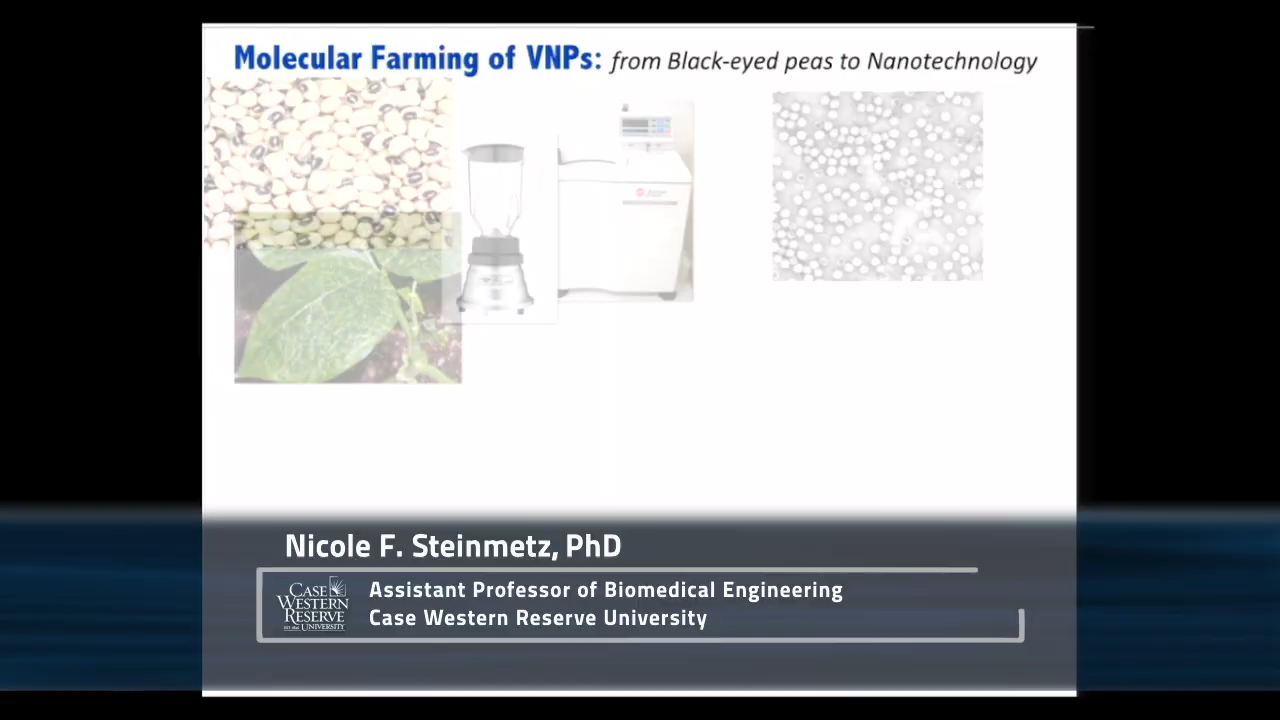 Molecular Farming of VNPs: from Black-eyed peas to Nanotechnology
Nicole F. Steinmetz, PhD
Assistant Professor of Biomedical Engineering
Case Western Reserve University
CASE
WESTERN
RESERVE
UNIVERSITY